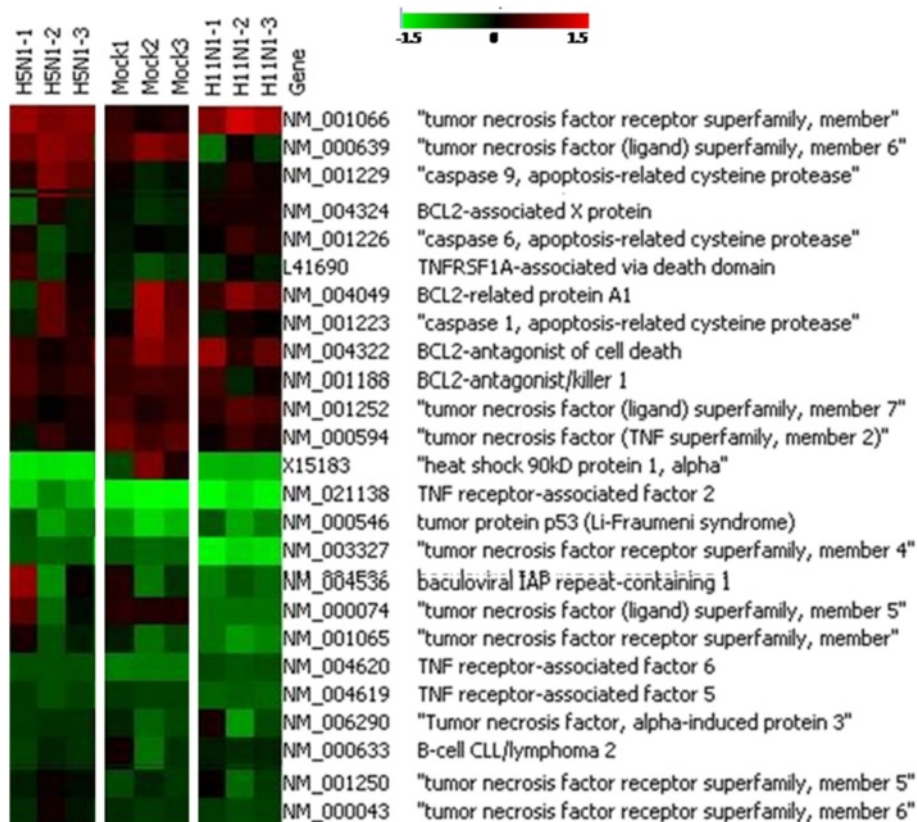 -1.5 0 1.5
H5N1-1 H5N1-2 H5N1-3 Mock1 Mock2 Mock3 H11N1-1 H11N1-2 H11N1-3 Gene
NM_001066 "tumor necrosis factor receptor superfamily, member"
NM_000639 "tumor necrosis factor (ligand) superfamily, member 6"
NM_001229 "caspase 9, apoptosis-related cysteine protease"
NM_004324 BCL2-associated X protein
NM_001226 "caspase 6, apoptosis-related cysteine protease"
L41690 TNFRSF1A-associated via death domain
NM_004049 BCL2-related protein A1
NM_001223 "caspase 1, apoptosis-related cysteine protease"
NM_004322 BCL2-antagonist of cell death
NM_001188 BCL2-antagonist/killer 1
NM_001252 "tumor necrosis factor (ligand) superfamily, member 7"
NM_000594 "tumor necrosis factor (TNF superfamily, member 2)"
X15183 "heat shock 90kD protein 1, alpha"
NM_021138 TNF receptor-associated factor 2
NM_000546 tumor protein p53 (Li-Fraumeni syndrome)
NM_003327 "tumor necrosis factor receptor superfamily, member 4"
NM_004536 baculoviral IAP repeat-containing 1
NM_000074 "tumor necrosis factor (ligand) superfamily, member 5"
NM_001065 "tumor necrosis factor receptor superfamily, member"
NM_004620 TNF receptor-associated factor 6
NM_004619 TNF receptor-associated factor 5
NM_006290 "Tumor necrosis factor, alpha-induced protein 3"
NM_000633 B-cell CLL/lymphoma 2
NM_001250 "tumor necrosis factor receptor superfamily, member 5"
NM_000043 "tumor necrosis factor receptor superfamily, member 6"